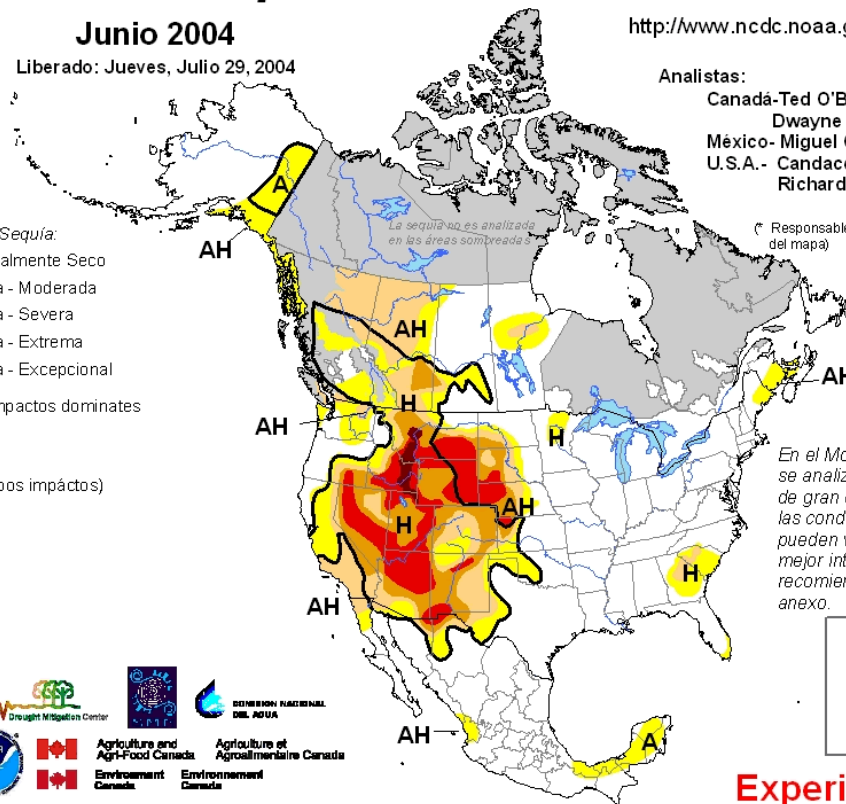 Junio 2004
Liberado: Jueves, Julio 29, 2004
http://www.ncdc.noaa.g
Analistas:
Canadá-Ted O'B
Dwayne
México- Miguel
U.S.A.- Candac
Richard
(* Responsable
del mapa)
Sequía:
almente Seco
a - Moderada
a - Severa
a - Extrema
a - Excepcional
mpactos dominates
pos impáctos)
La sequía no es analizada
en las áreas sombreadas
A
AH
AH
H
AH
H
AH
AH
H
H
AH
AH
A
En el Mo
se analiz
de gran
las cond
pueden v
mejor int
recomien
anexo.
Drought Mitigation Center
COMISION NACIONAL
DEL AGUA
Agriculture and
Agri-Food Canada
Agriculture et
Agroalimentaire Canada
Environment
Canada
Environnement
Canada
Experi